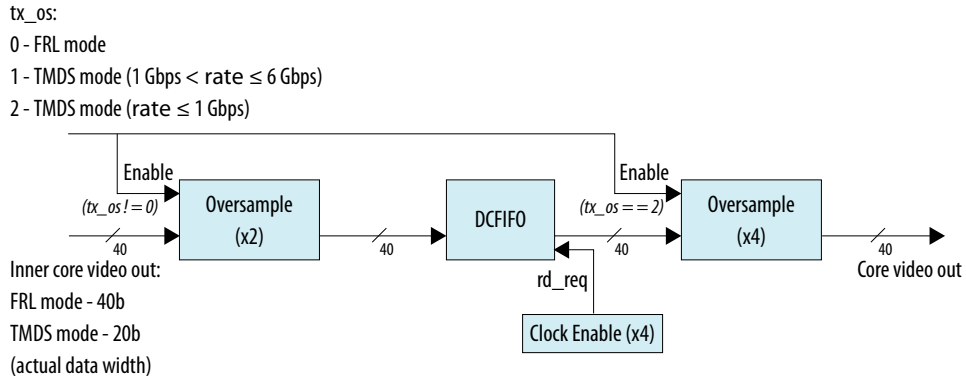 tx_os:
0 - FRL mode
1 - TMDS mode (1 Gbps < rate ≤ 6 Gbps)
2 - TMDS mode (rate ≤ 1 Gbps)
Enable
(tx_os != 0)
40
Oversample
(x2)
40
DCFIFO
Enable
(tx_os == 2)
40
Oversample
(x4)
40
Core video out
rd_req
Clock Enable (x4)
Inner core video out:
FRL mode - 40b
TMDS mode - 20b
(actual data width)